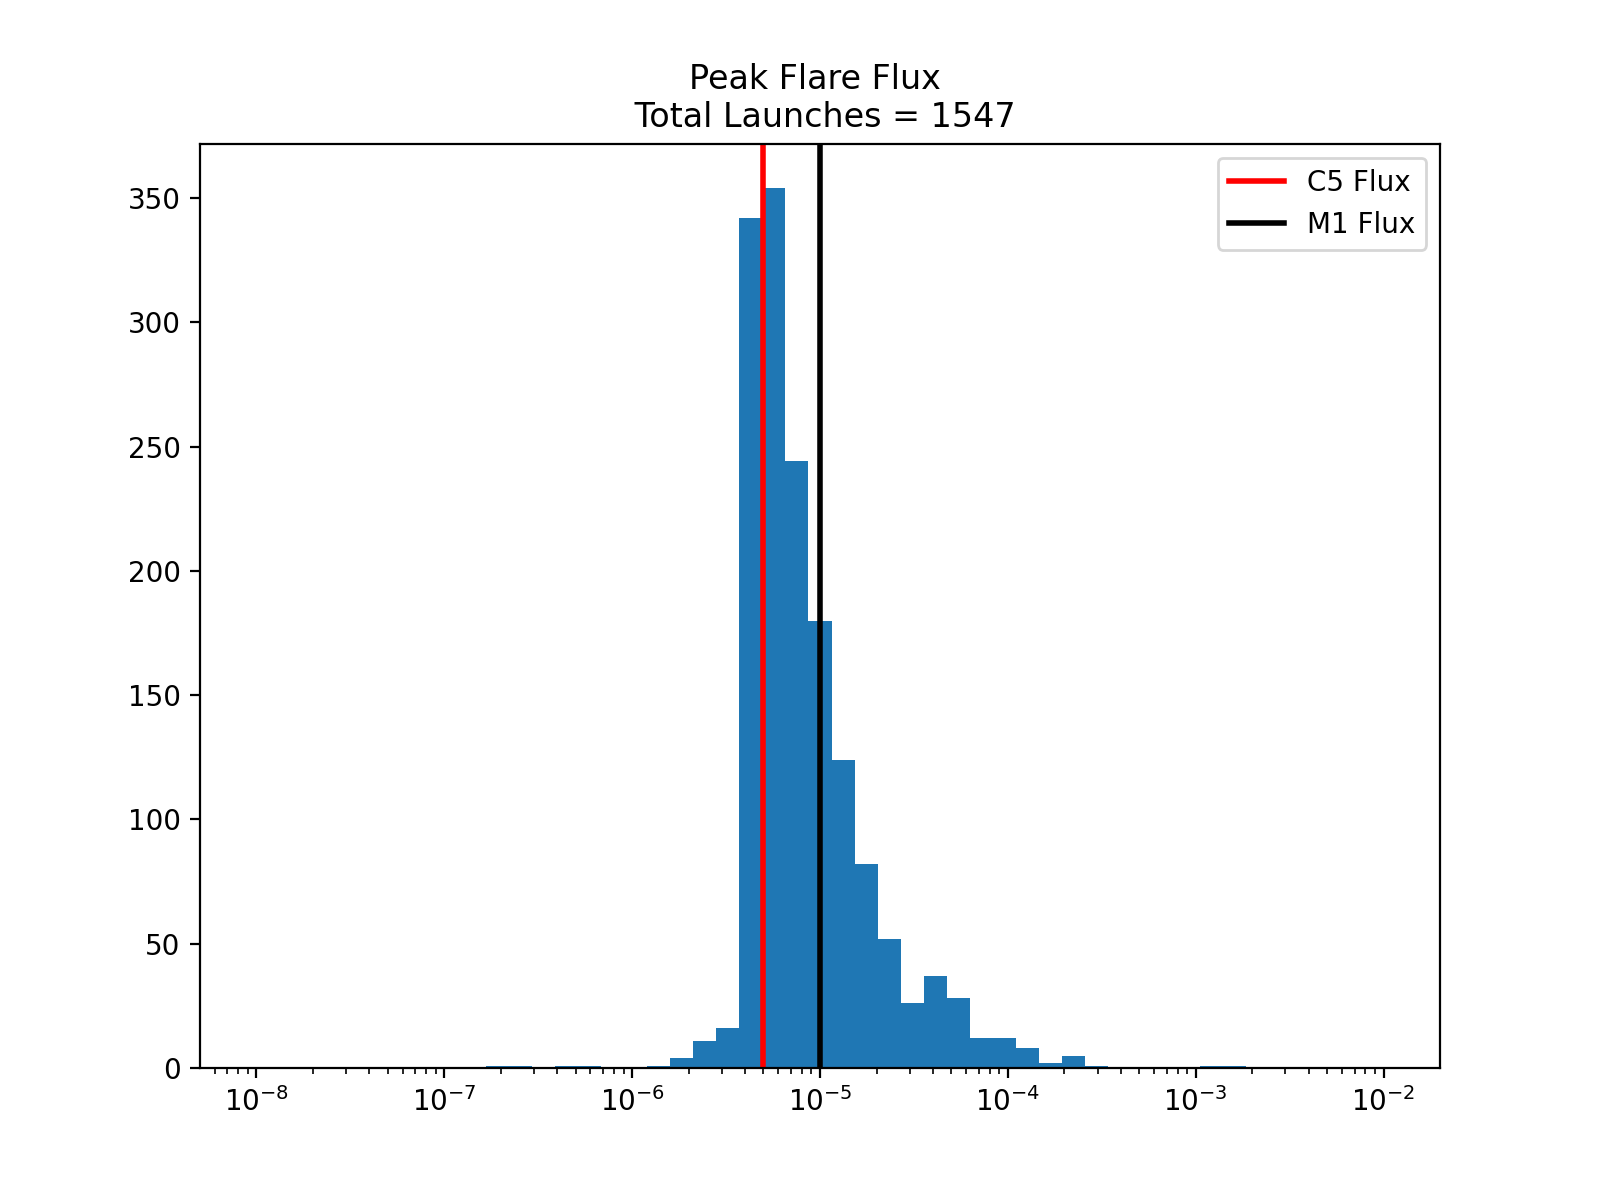 Peak Flare Flux
Total Launches = 1547
C5 Flux
M1 Flux
350
300
250
200
150
100
50
0
10⁻⁸ 10⁻⁷ 10⁻⁶ 10⁻⁵ 10⁻⁴ 10⁻³ 10⁻²